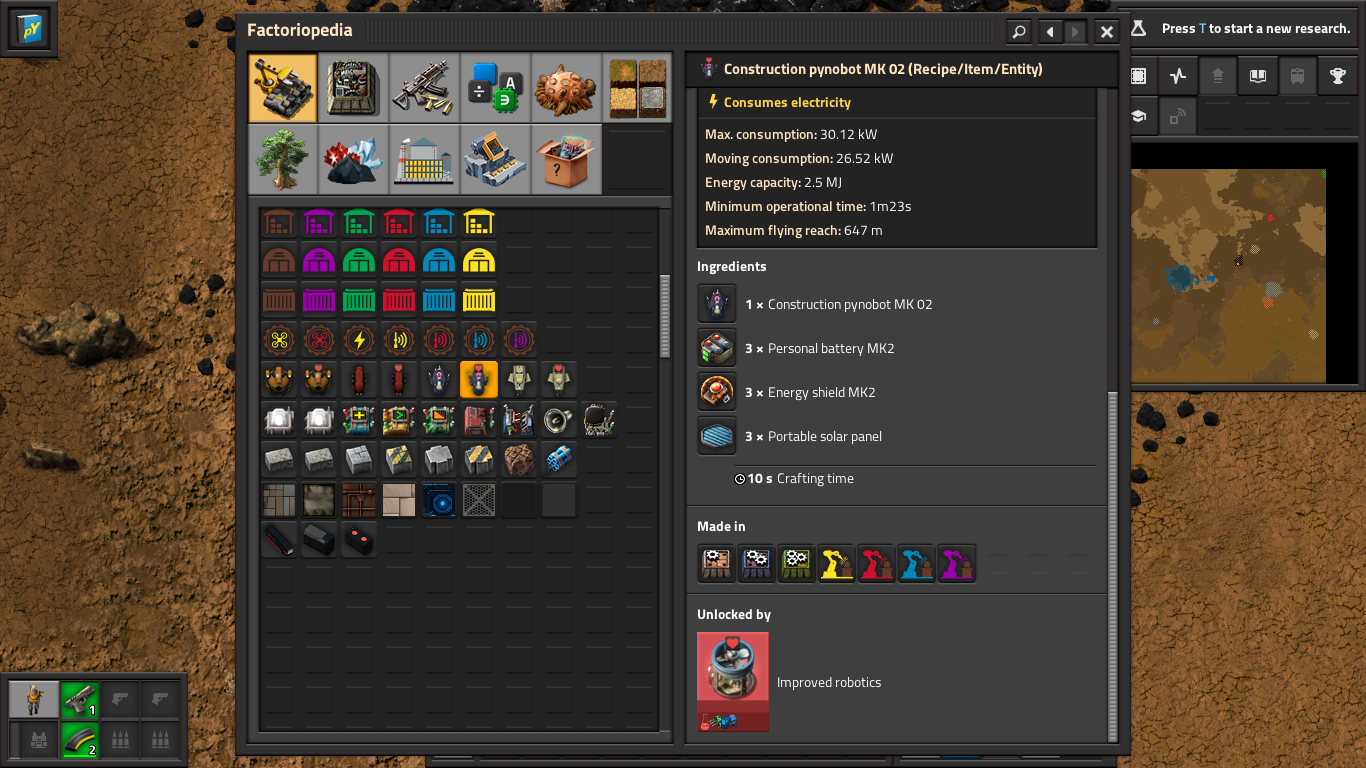 pY
Factoriopedia
Press T to start a new research.
÷ A
?
Construction pynobot MK 02 (Recipe/Item/Entity)
Consumes electricity
Max. consumption: 30.12 kW
Moving consumption: 26.52 kW
Energy capacity: 2.5 MJ
Minimum operational time: 1m23s
Maximum flying reach: 647 m
Ingredients
1 × Construction pynobot MK 02
3 × Personal battery MK2
3 × Energy shield MK2
3 × Portable solar panel
10 s Crafting time
Made in
Unlocked by
Improved robotics
1
2